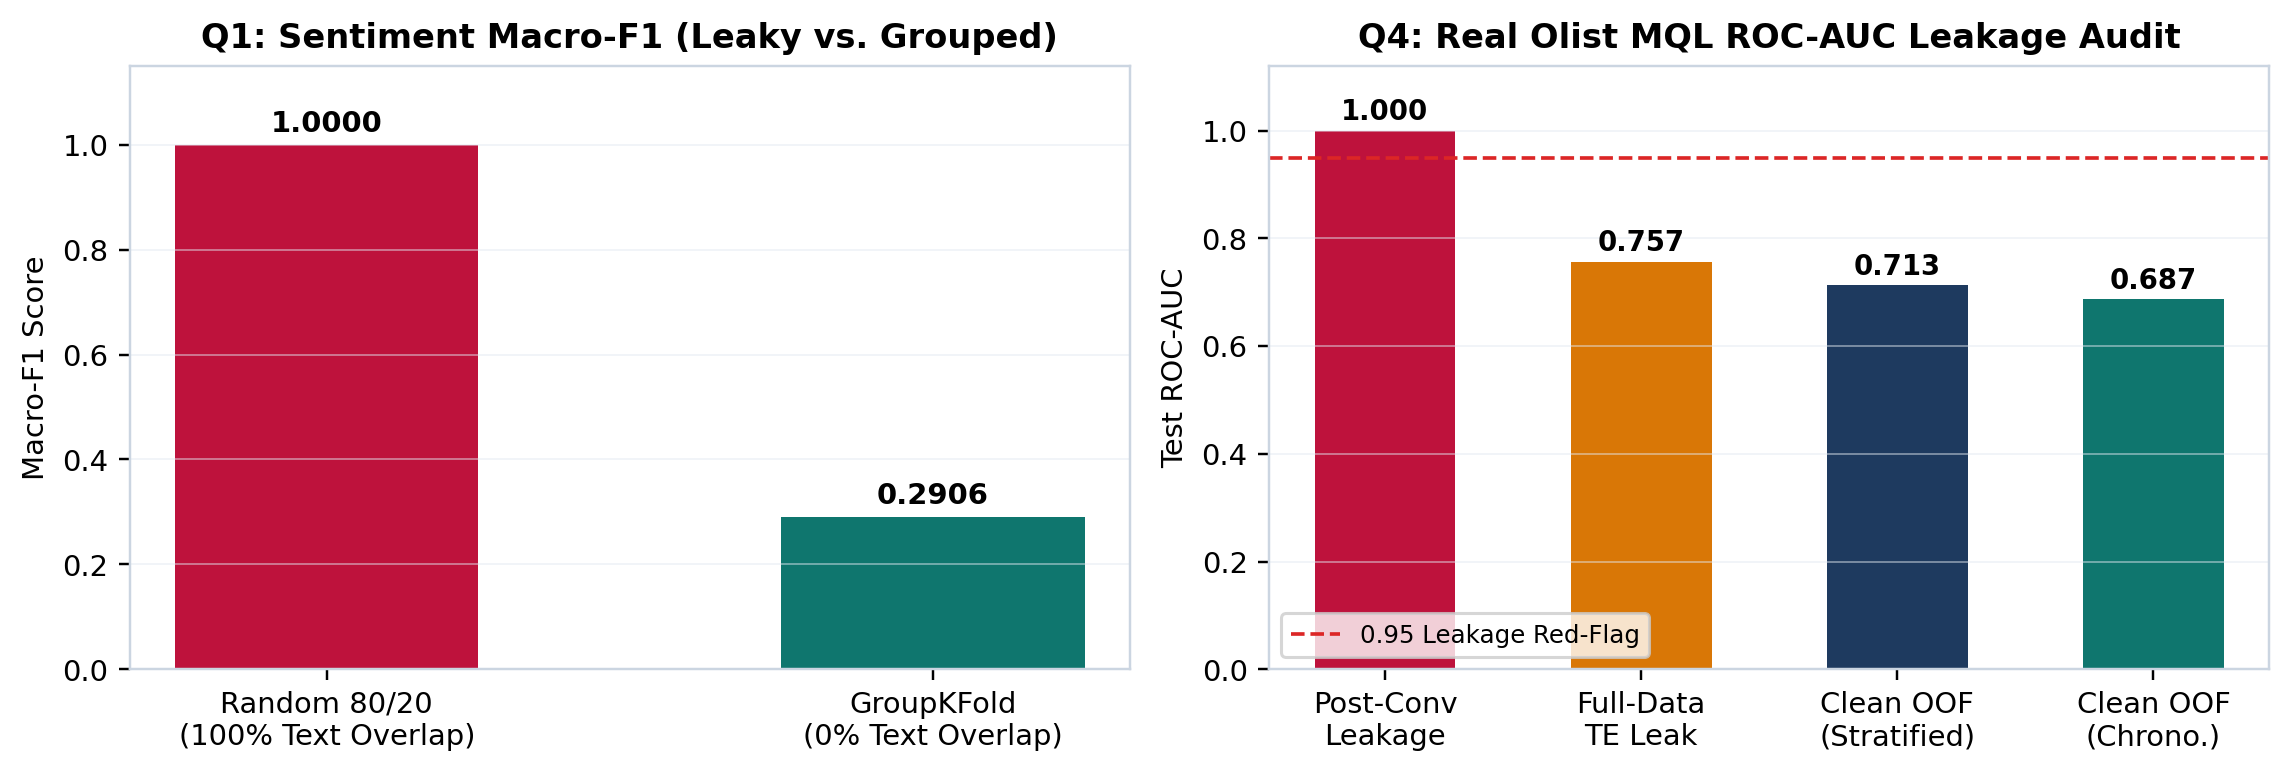 Q1: Sentiment Macro-F1 (Leaky vs. Grouped)
Macro-F1 Score
1.0
0.8
0.6
0.4
0.2
0.0
1.0000
0.2906
Random 80/20
(100% Text Overlap)
GroupKFold
(0% Text Overlap)
Q4: Real Olist MQL ROC-AUC Leakage Audit
Test ROC-AUC
1.0
0.8
0.6
0.4
0.2
0.0
1.000
0.757
0.713
0.687
0.95 Leakage Red-Flag
Post-Conv
Leakage
Full-Data
TE Leak
Clean OOF
(Stratified)
Clean OOF
(Chrono.)